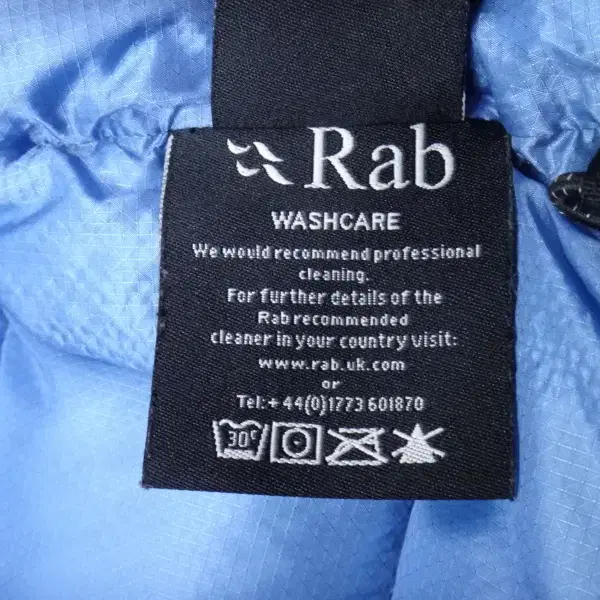 Rab
WASHCARE
We would recommend professional
cleaning.
For further details of the
Rab recommended
cleaner in your country visit:
www.rab.uk.com
or
Tel:+ 44(0)1773 601870
30°